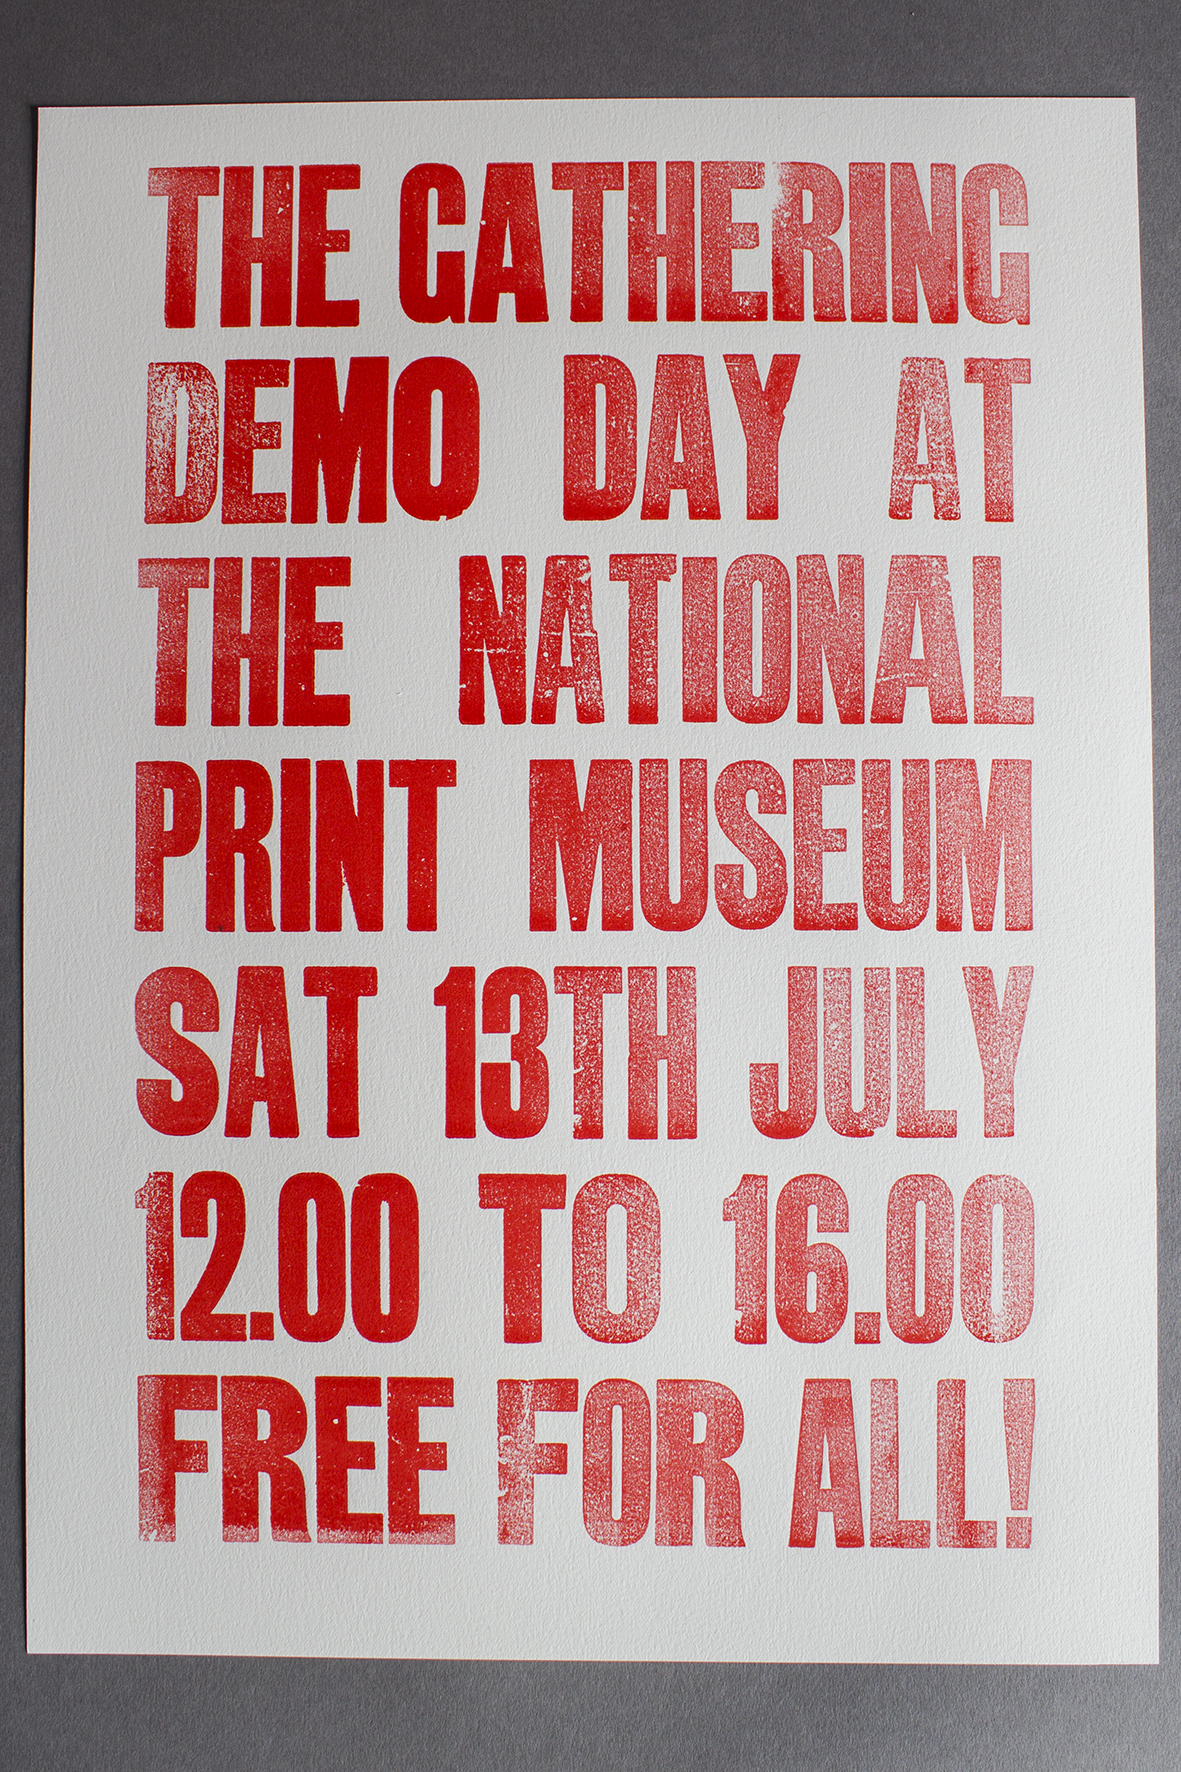 THE GATHERING
DEMO DAY AT
THE NATIONAL
PRINT MUSEUM
SAT 13TH JULY
12.00 TO 16.00
FREE FOR ALL!